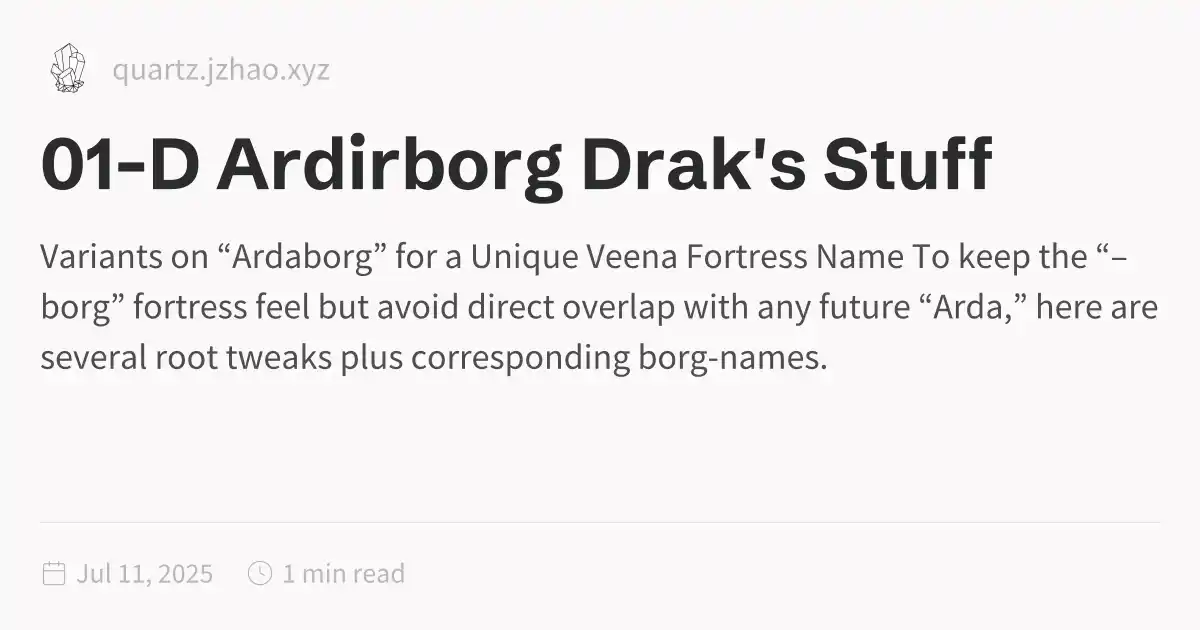 quartz.jzhao.xyz
01-D Ardirborg Drak's Stuff
Variants on “Ardaborg” for a Unique Veena Fortress Name To keep the “–
borg” fortress feel but avoid direct overlap with any future “Arda,” here are
several root tweaks plus corresponding borg-names.
Jul 11, 2025 1 min read